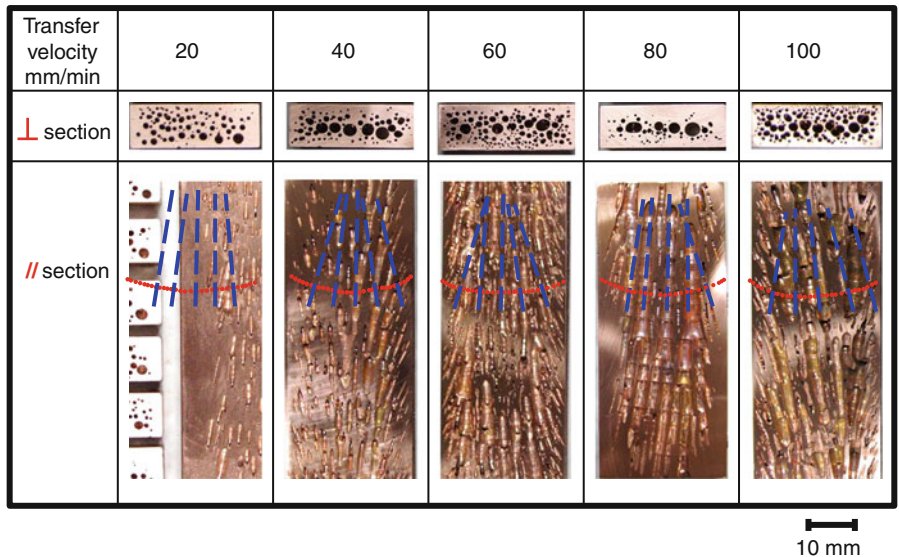 Transfer
velocity
mm/min
20
40
60
80
100
⊥ section
// section
10 mm